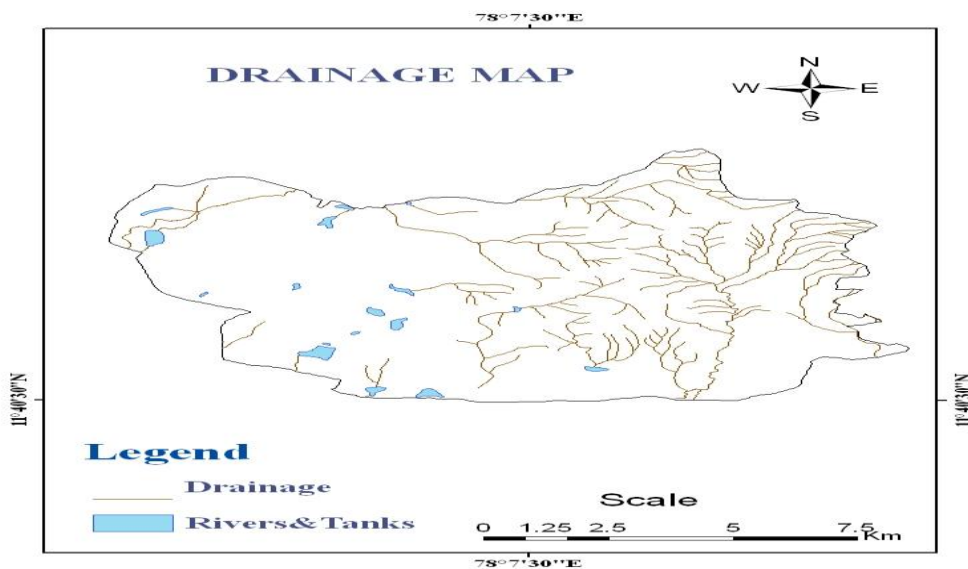 78°7'30"E
DRAINAGE MAP
N
W E
S
11°40'30"N
11°40'30"N
Legend
Drainage
Rivers&Tanks
Scale
0 1.25 2.5 5 7.5
Km
78°7'30"E